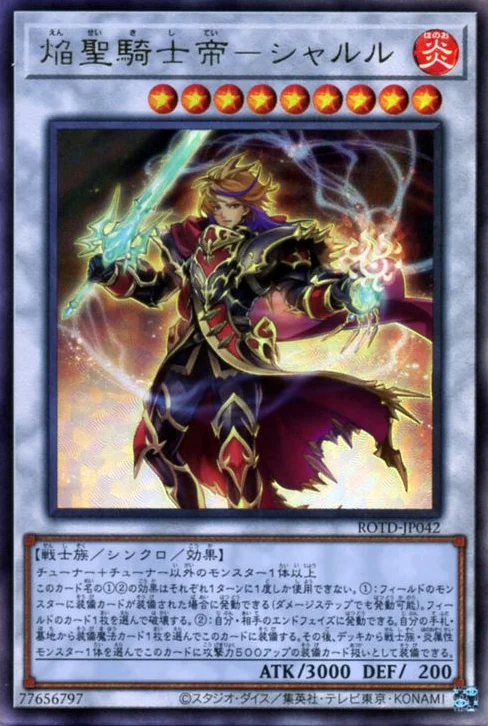 焔聖騎士帝－シャルル
炎
ROTD-JP042
【戦士族／シンクロ／効果】
チューナー＋チューナー以外のモンスター1体以上
このカード名の①②の効果はそれぞれ1ターンに1度しか使用できない。①：フィールドのモン
スターに装備カードが装備された場合に発動できる(ダメージステップでも発動可能)。フィー
ルドのカード1枚を選んで破壊する。②：自分・相手のエンドフェイズに発動できる。自分の手札・
墓地から装備魔法カード1枚を選んでこのカードに装備する。その後、デッキから戦士族・炎属性
モンスター1体を選んでこのカードに攻撃力500アップの装備カード扱いとして装備できる。
ATK/3000 DEF/ 200
77656797
©スタジオ・ダイス／集英社・テレビ東京・KONAMI